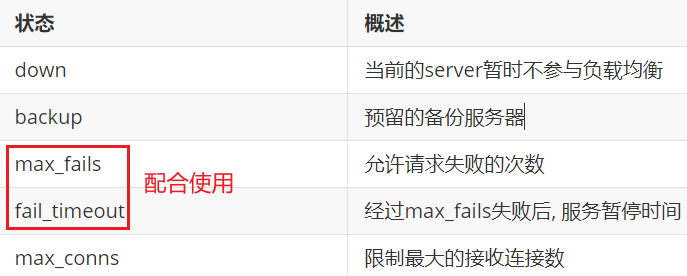 状态 概述
down 当前的server暂时不参与负载均衡
backup 预留的备份服务器
max_fails 允许请求失败的次数
配合使用
fail_timeout 经过max_fails失败后, 服务暂停时间
max_conns 限制最大的接收连接数